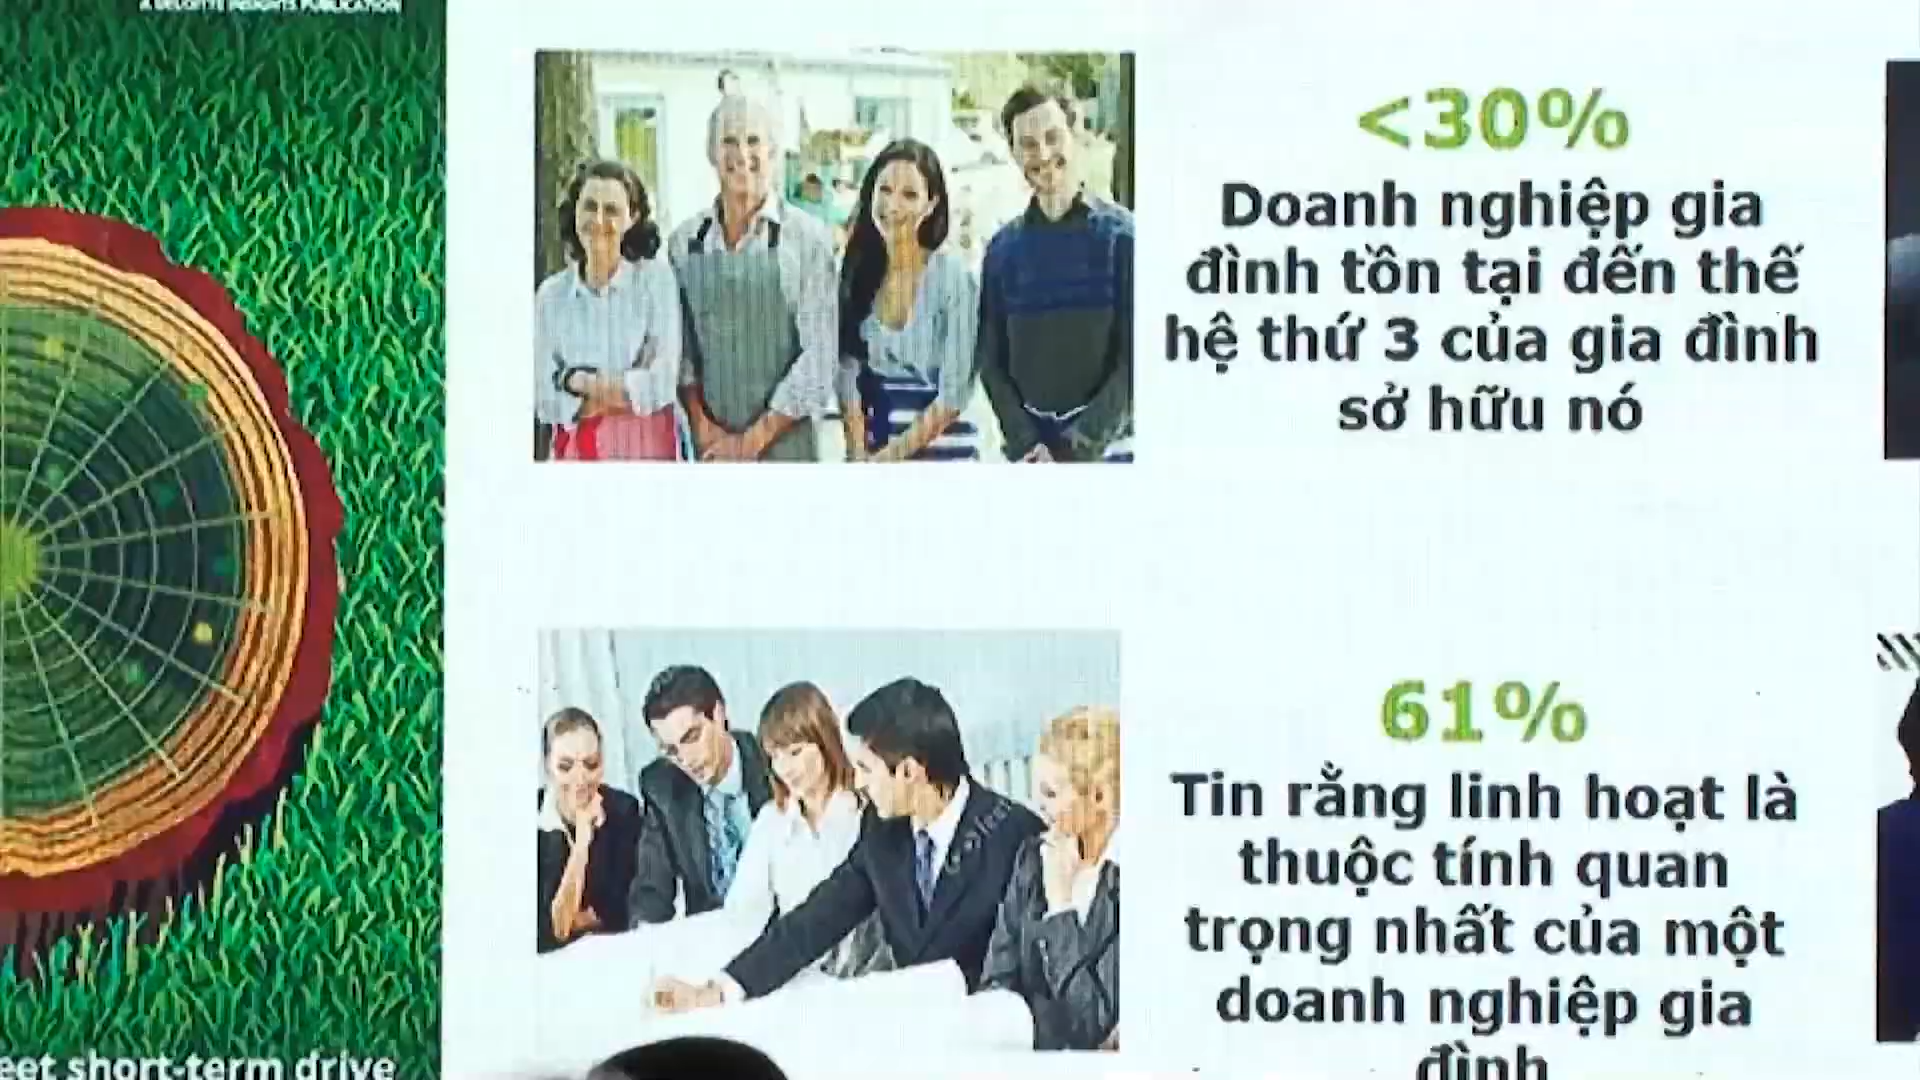 A DELOITTE INSIGHTS PUBLICATION
<30%
Doanh nghiệp gia
đình tồn tại đến thế
hệ thứ 3 của gia đình
sở hữu nó
61%
Tin rằng linh hoạt là
thuộc tính quan
trọng nhất của một
doanh nghiệp gia
đình
short-term drive